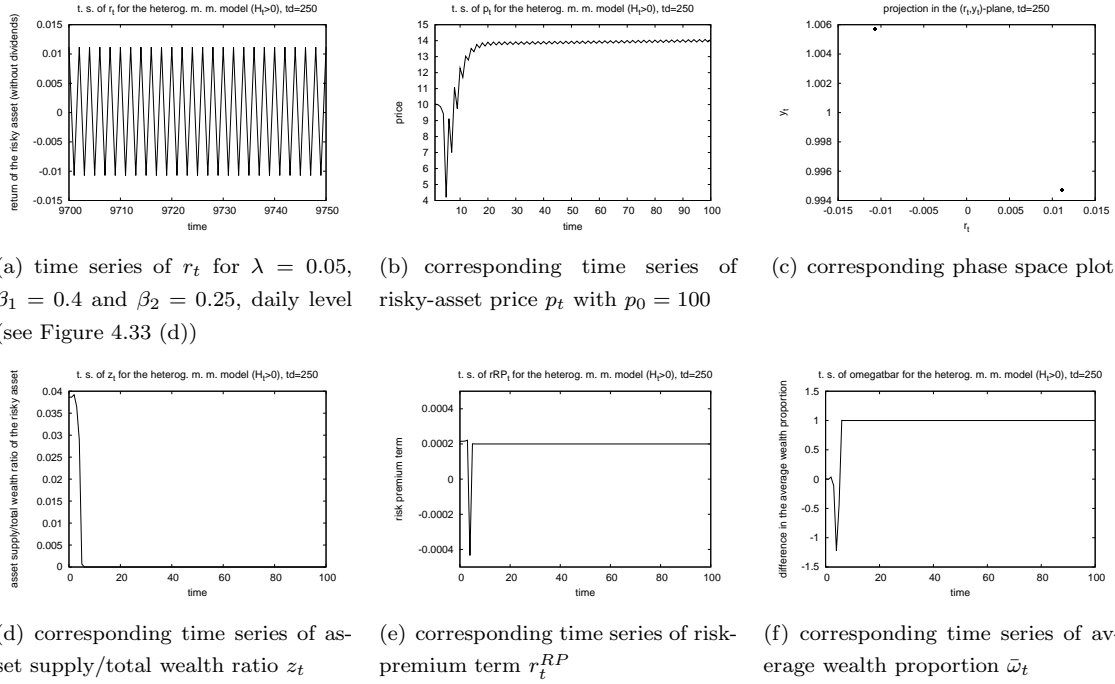 t. s. of r_t for the heterog. m. m. model (H_t>0), td=250
return of the risky asset (without dividends)
0.015
0.01
0.005
0
-0.005
-0.01
-0.015
9700 9710 9720 9730 9740 9750
time
t. s. of p_t for the heterog. m. m. model (H_t>0), td=250
price
15
14
13
12
11
10
9
8
7
6
5
4
10 20 30 40 50 60 70 80 90 100
time
projection in the (r_t,y_t)-plane, td=250
y_t
1.006
1.004
1.002
1
0.998
0.996
0.994
-0.015 -0.01 -0.005 0 0.005 0.01 0.015
r_t
(a) time series of r_t for λ = 0.05,
β_1 = 0.4 and β_2 = 0.25, daily level
(see Figure 4.33 (d))
(b) corresponding time series of
risky-asset price p_t with p_0 = 100
(c) corresponding phase space plot
t. s. of z_t for the heterog. m. m. model (H_t>0), td=250
asset supply/total wealth ratio of the risky asset
0.04
0.035
0.03
0.025
0.02
0.015
0.01
0.005
0
0 20 40 60 80 100
time
t. s. of rRP_t for the heterog. m. m. model (H_t>0), td=250
risk premium term
0.0004
0.0002
0
-0.0002
-0.0004
0 20 40 60 80 100
time
t. s. of omegatbar for the heterog. m. m. model (H_t>0), td=250
difference in the average wealth proportion
1.5
1
0.5
0
-0.5
-1
-1.5
0 20 40 60 80 100
time
(d) corresponding time series of as-
set supply/total wealth ratio z_t
(e) corresponding time series of risk-
premium term r_t^{RP}
(f) corresponding time series of av-
erage wealth proportion ω̄_t